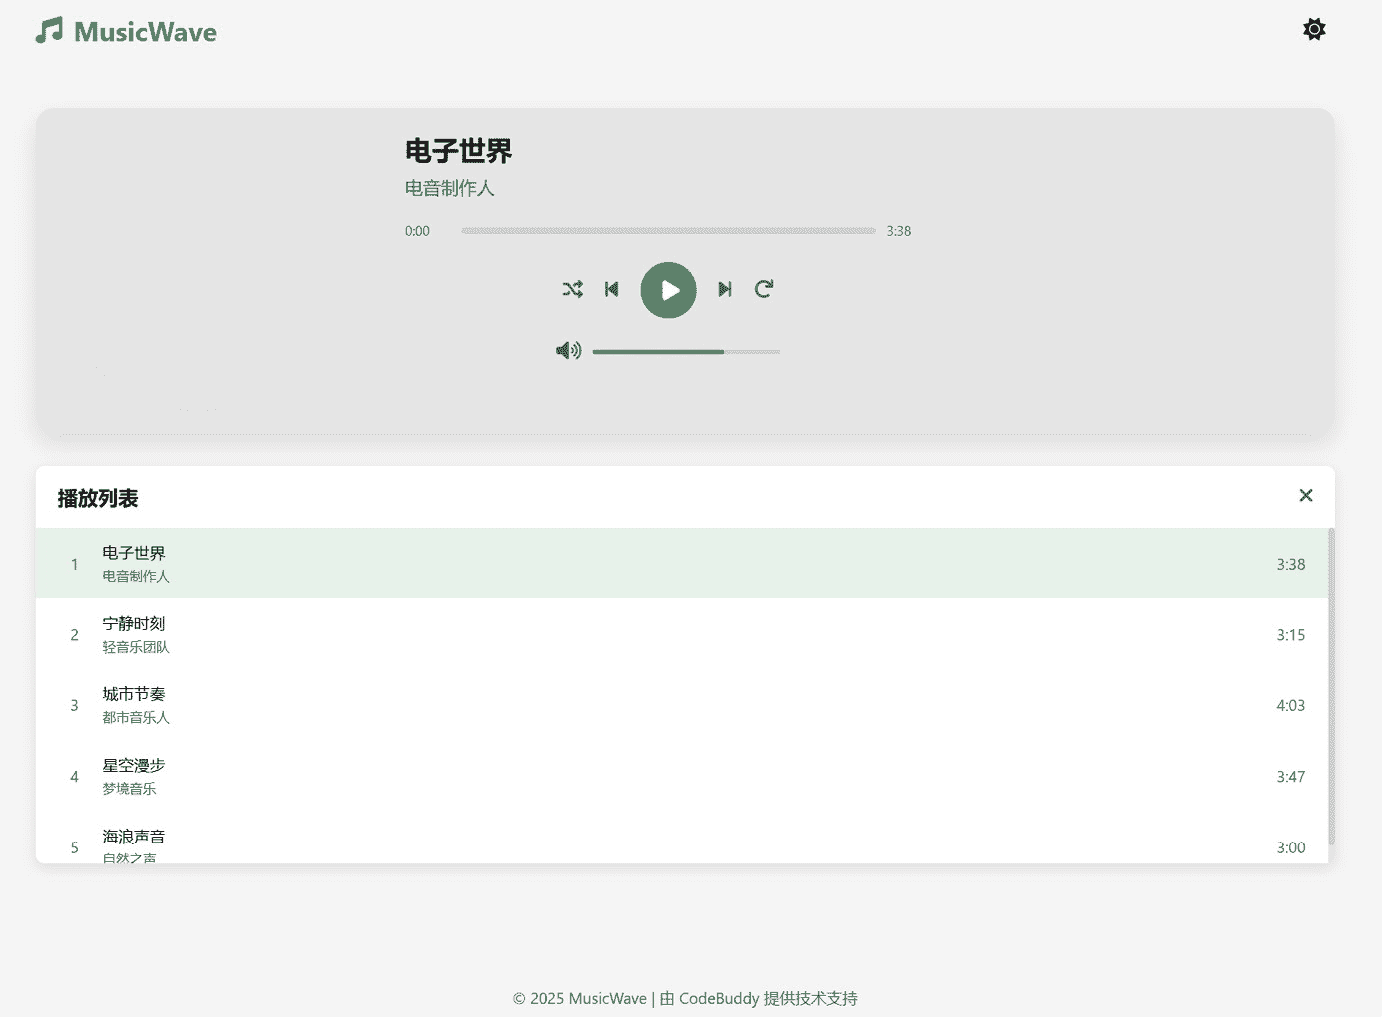 MusicWave
电子世界
电音制作人
0:00 3:38
播放列表
1 电子世界 3:38
电音制作人
2 宁静时刻 3:15
轻音乐团队
3 城市节奏 4:03
都市音乐人
4 星空漫步 3:47
梦境音乐
5 海浪声音 3:00
自然之声
© 2025 MusicWave | 由 CodeBuddy 提供技术支持